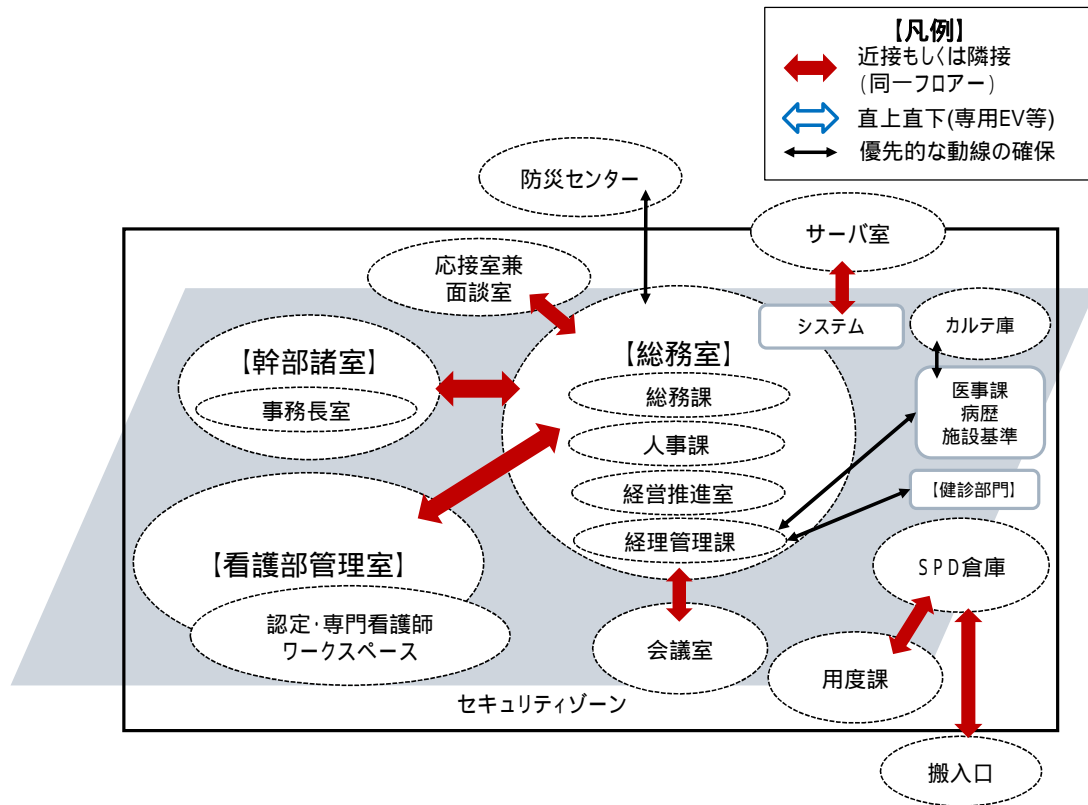 【凡例】
近接もしくは隣接
(同一フロアー)
直上直下(専用EV等)
優先的な動線の確保
防災センター
サーバ室
応接室兼
面談室
システム
カルテ庫
【幹部諸室】
事務長室
【総務室】
総務課
人事課
経営推進室
経理管理課
医事課
病歴
施設基準
【健診部門】
【看護部管理室】
認定・専門看護師
ワークスペース
会議室
SPD倉庫
用度課
セキュリティゾーン
搬入口